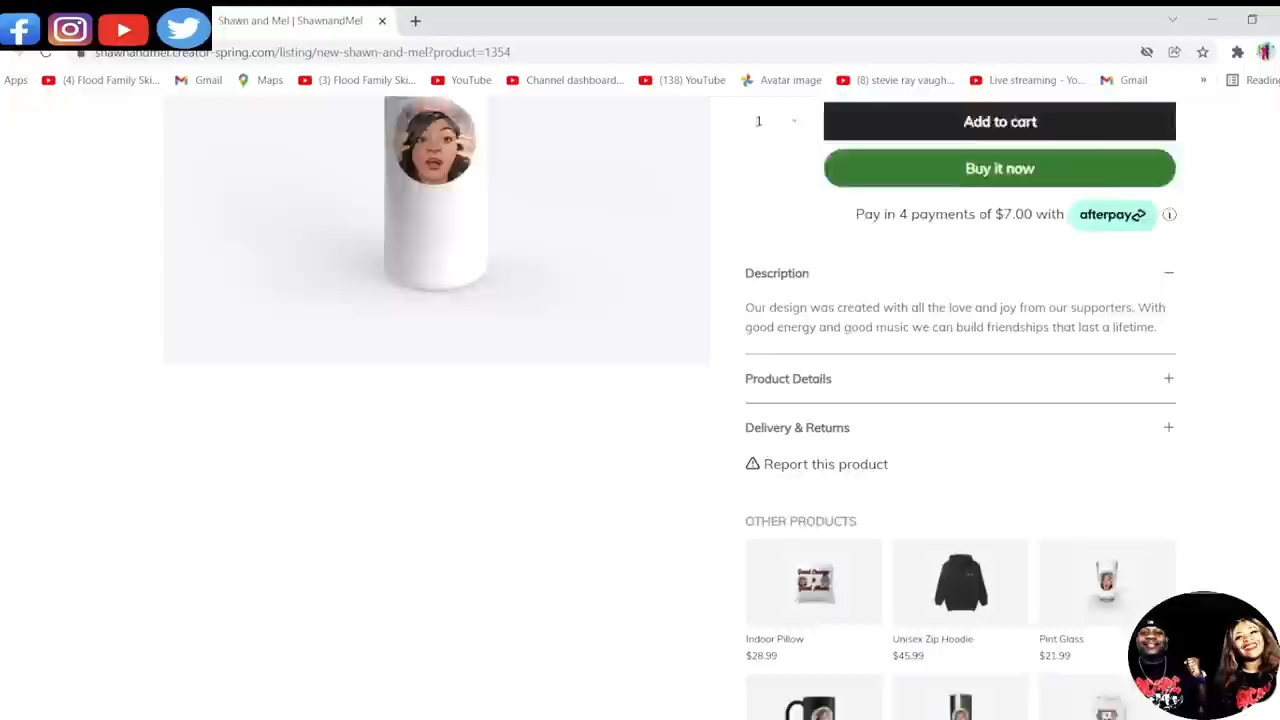 Shawn and Mel | ShawnandMel
shawnandmel.creator-spring.com/listing/new-shawn-and-mel?product=1354
Apps (4) Flood Family Ski... Gmail Maps (3) Flood Family Ski... YouTube Channel dashboard... (138) YouTube Avatar image (8) stevie ray vaugh... Live streaming - Yo... Gmail » Reading
1
Add to cart
Buy it now
Pay in 4 payments of $7.00 with afterpay
Description
Our design was created with all the love and joy from our supporters. With
good energy and good music we can build friendships that last a lifetime.
Product Details
Delivery & Returns
Report this product
OTHER PRODUCTS
Good Energy
Good Music
Indoor Pillow
$28.99
Unisex Zip Hoodie
$45.99
Pint Glass
$21.99